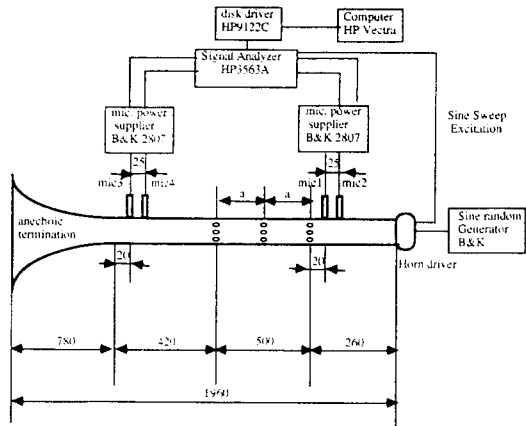 disk driver
HP9122C
Computer
HP Vectra
Signal Analyzer
HP3563A
mic. power
supplier
B&K 2807
mic. power
supplier
B&K 2807
Sine Sweep
Excitation
25
25
mic3
mic4
mic1
mic2
a
a
anechoic
termination
Sine random
Generator
B&K
20
20
Horn driver
780
420
500
260
1960